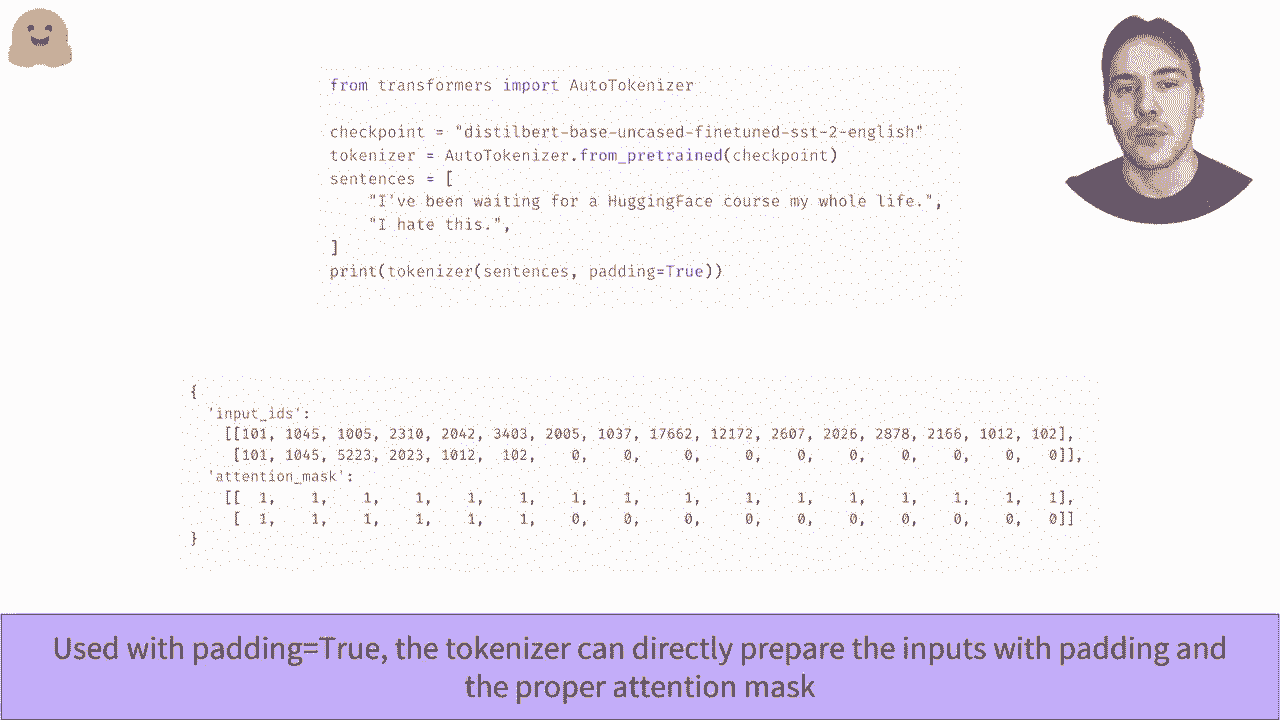 from transformers import AutoTokenizer
checkpoint = "distilbert-base-uncased-finetuned-sst-2-english"
tokenizer = AutoTokenizer.from_pretrained(checkpoint)
sentences = [
    "I've been waiting for a HuggingFace course my whole life.",
    "I hate this.",
]
print(tokenizer(sentences, padding=True))
{
  'input_ids':
    [[101, 1045, 1005, 2310, 2042, 3403, 2005, 1037, 17662, 12172, 2607, 2026, 2878, 2166, 1012, 102],
     [101, 1045, 5223, 2023, 1012, 102, 0, 0, 0, 0, 0, 0, 0, 0, 0, 0]],
  'attention_mask':
    [[ 1, 1, 1, 1, 1, 1, 1, 1, 1, 1, 1, 1, 1, 1, 1, 1],
     [ 1, 1, 1, 1, 1, 1, 0, 0, 0, 0, 0, 0, 0, 0, 0, 0]]
}
Used with padding=True, the tokenizer can directly prepare the inputs with padding and
the proper attention mask